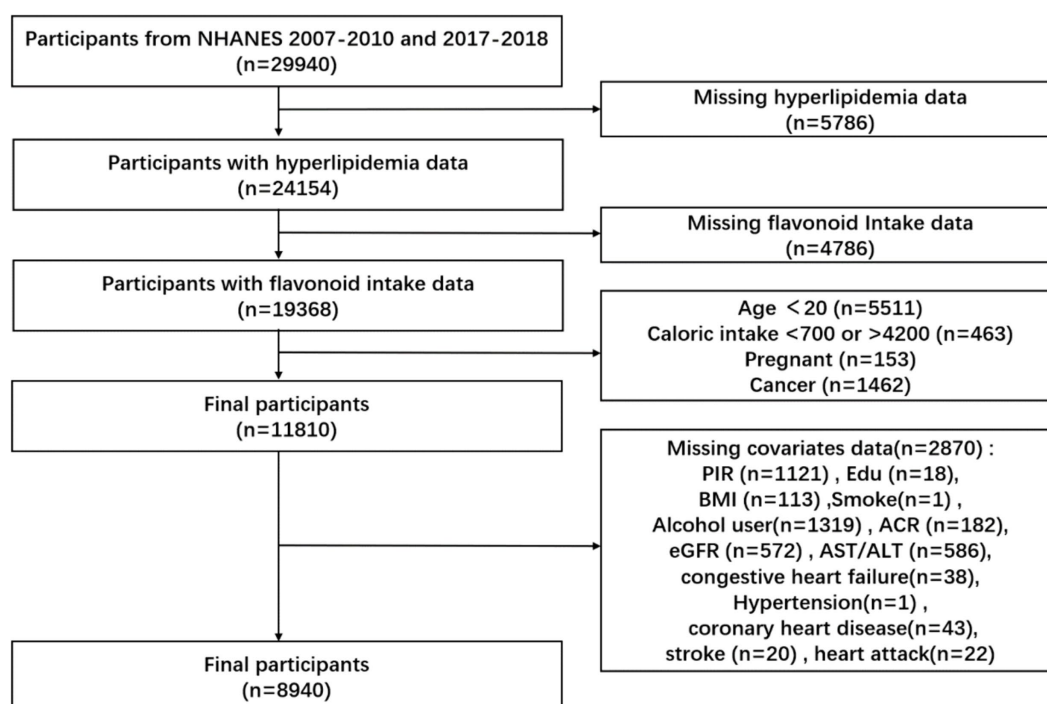 Participants from NHANES 2007-2010 and 2017-2018
(n=29940)
Missing hyperlipidemia data
(n=5786)
Participants with hyperlipidemia data
(n=24154)
Missing flavonoid Intake data
(n=4786)
Participants with flavonoid intake data
(n=19368)
Age <20 (n=5511)
Caloric intake <700 or >4200 (n=463)
Pregnant (n=153)
Cancer (n=1462)
Final participants
(n=11810)
Missing covariates data(n=2870) :
PIR (n=1121) , Edu (n=18),
BMI (n=113) ,Smoke(n=1) ,
Alcohol user(n=1319) , ACR (n=182),
eGFR (n=572) , AST/ALT (n=586),
congestive heart failure(n=38),
Hypertension(n=1) ,
coronary heart disease(n=43),
stroke (n=20) , heart attack(n=22)
Final participants
(n=8940)